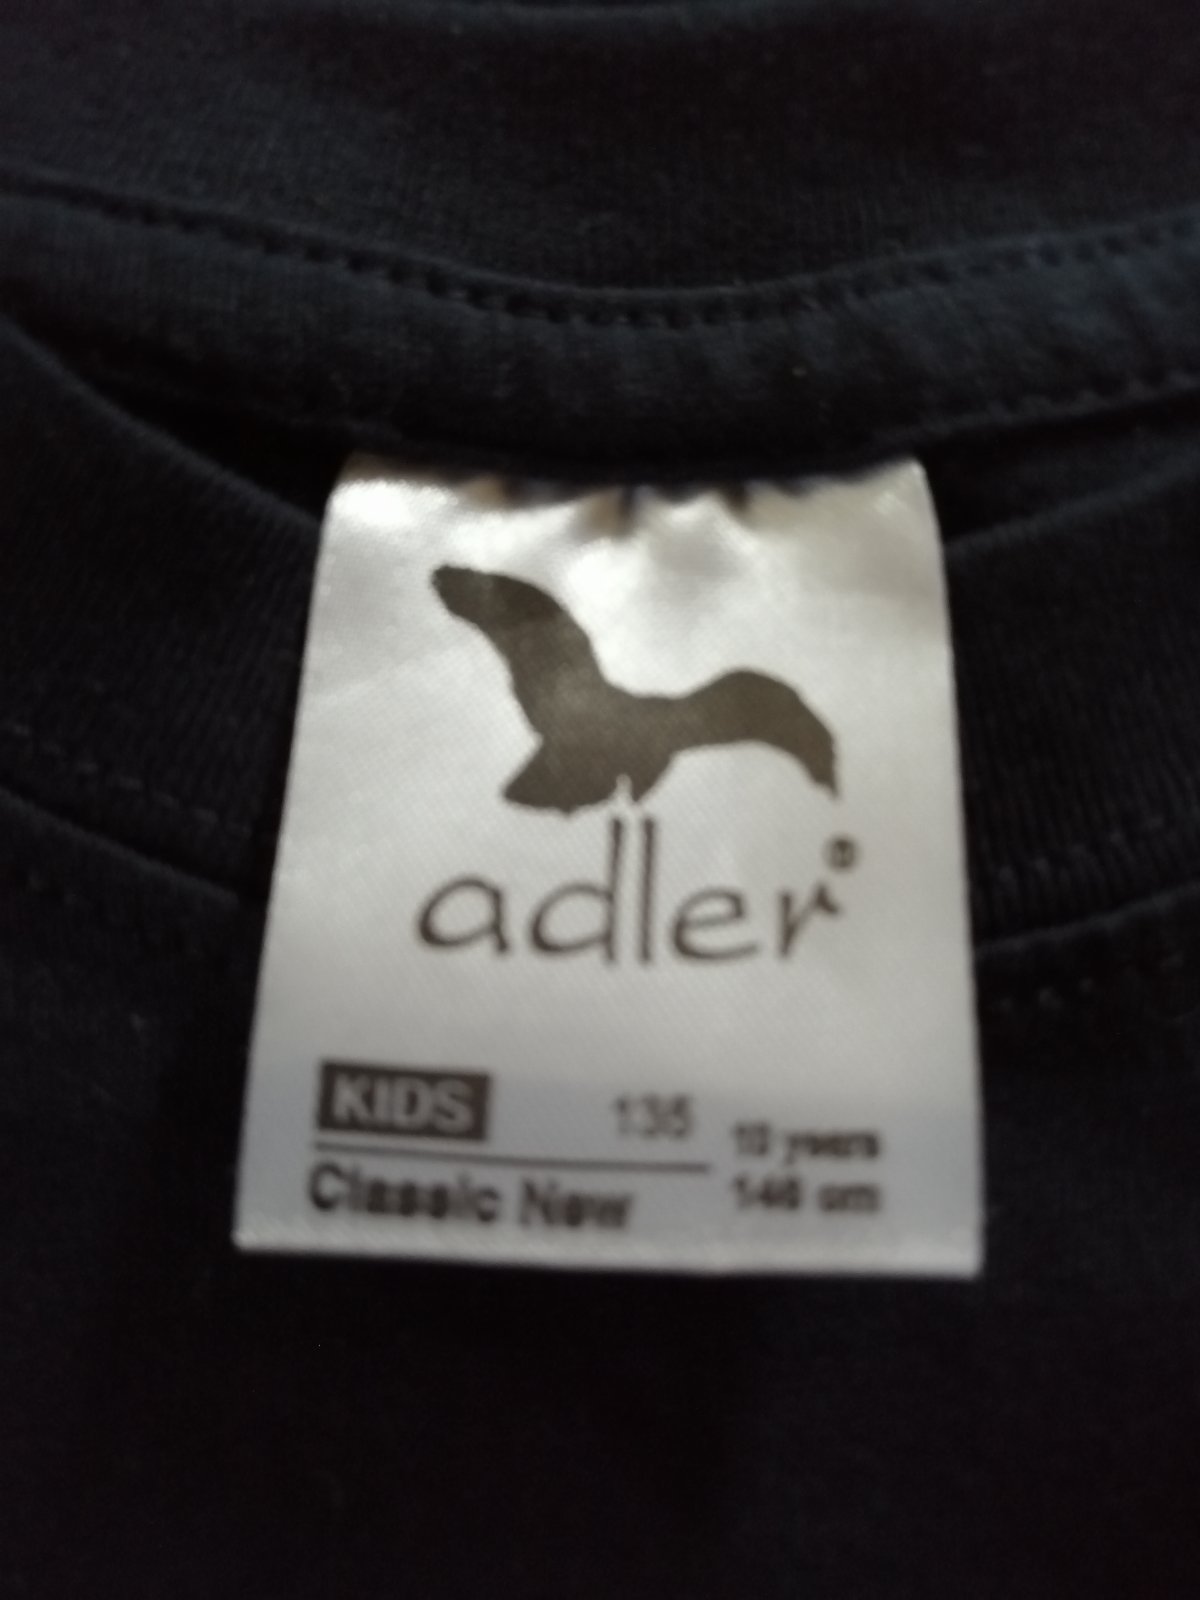 adler®
KIDS 135
Classic New
10 years
146 cm